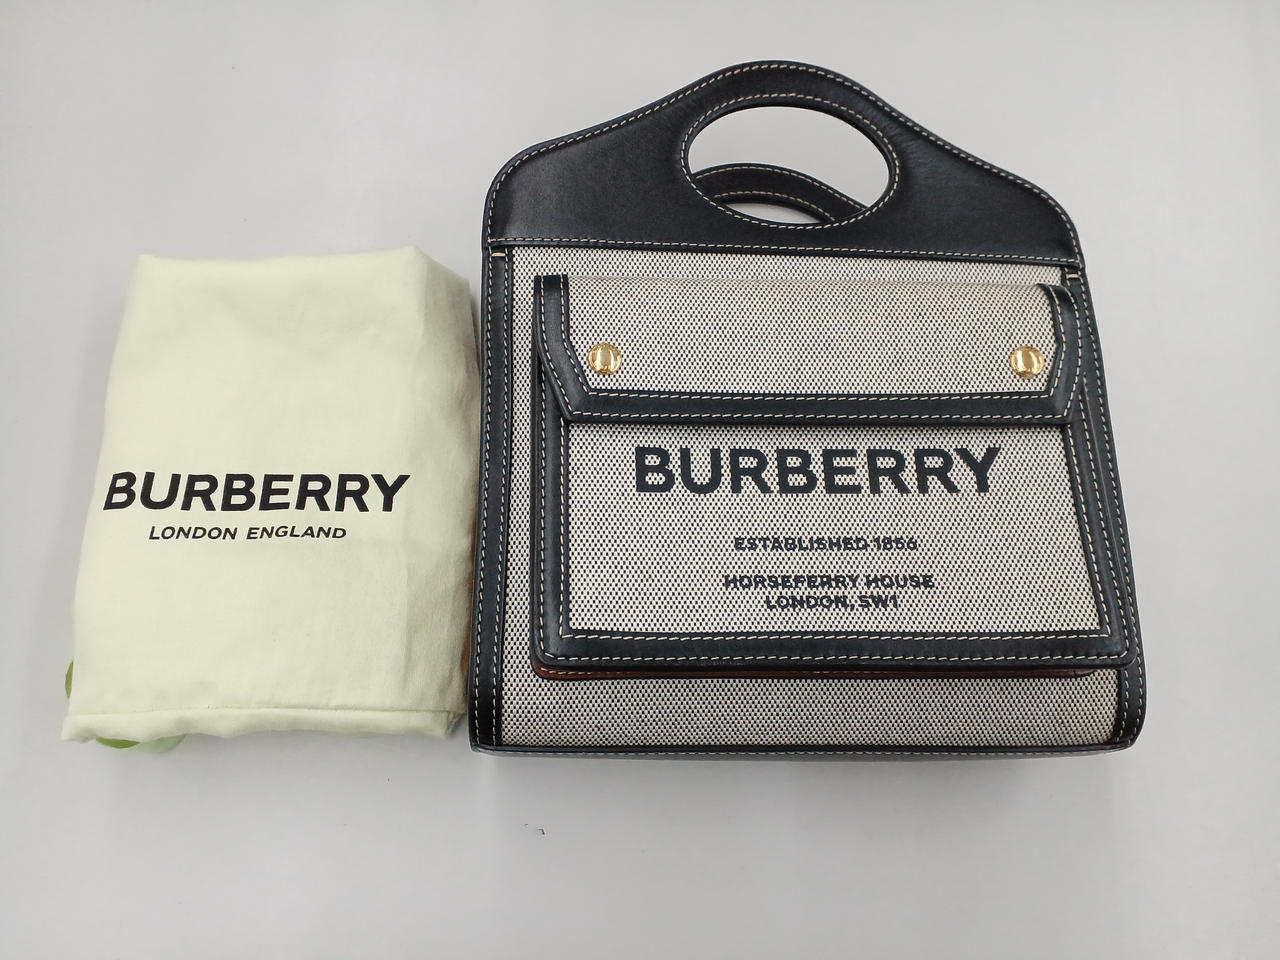 BURBERRY
LONDON ENGLAND
BURBERRY
ESTABLISHED 1856
HORSEFERRY HOUSE
LONDON, SW1